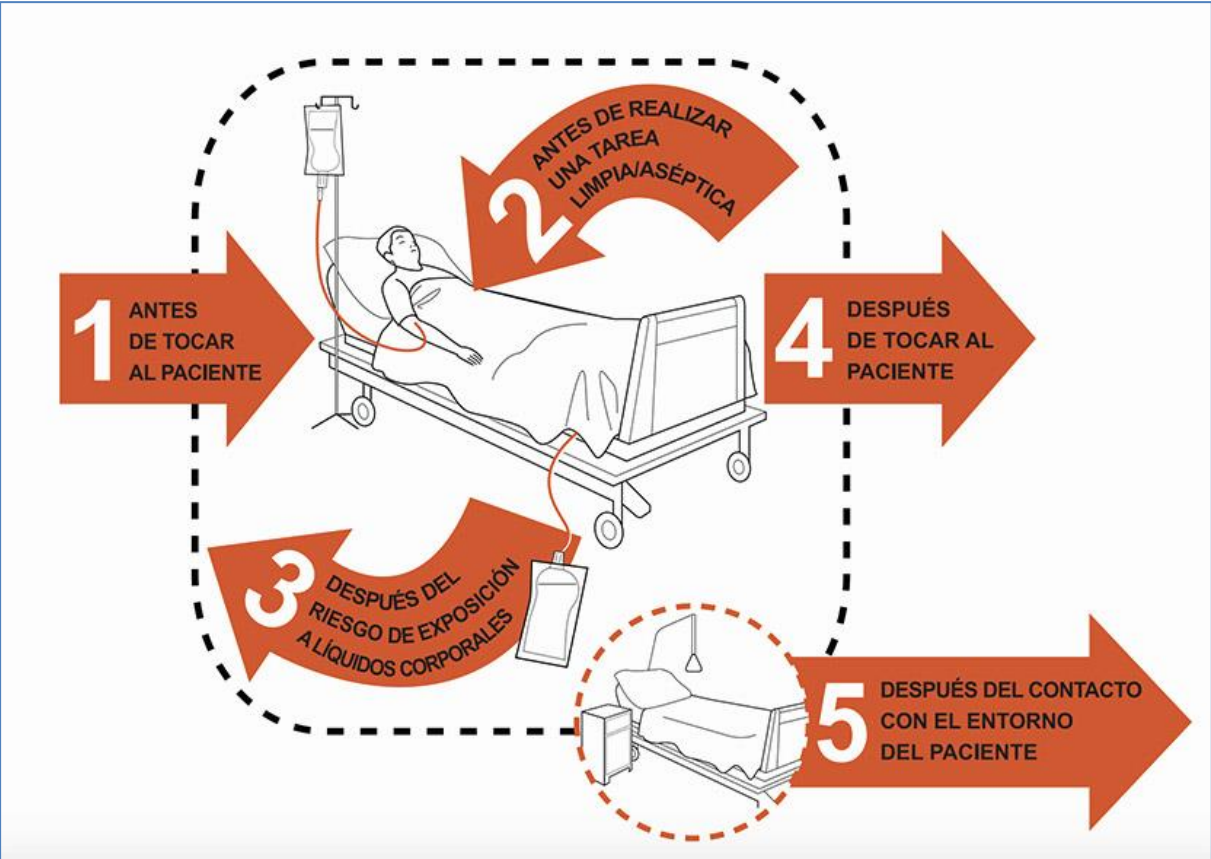 1
ANTES
DE TOCAR
AL PACIENTE
2
ANTES DE REALIZAR
UNA TAREA
LIMPIA/ASÉPTICA
3
DESPUÉS DEL
RIESGO DE EXPOSICIÓN
A LÍQUIDOS CORPORALES
4
DESPUÉS
DE TOCAR AL
PACIENTE
5
DESPUÉS DEL CONTACTO
CON EL ENTORNO
DEL PACIENTE